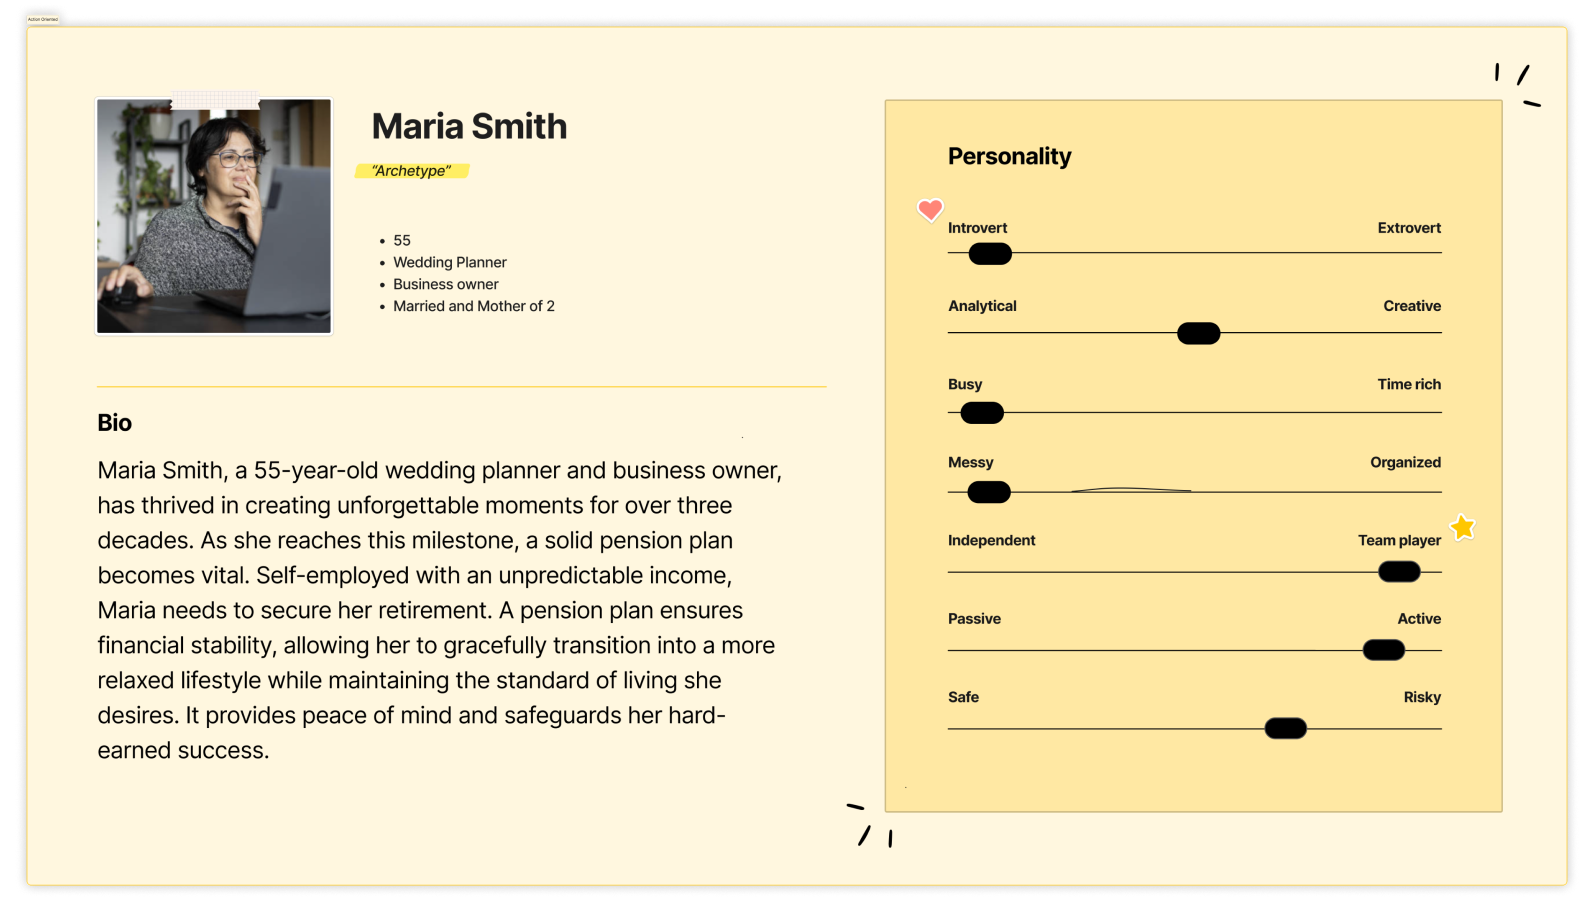 Action Oriented
Maria Smith
“Archetype”
• 55
• Wedding Planner
• Business owner
• Married and Mother of 2
Bio
Maria Smith, a 55-year-old wedding planner and business owner,
has thrived in creating unforgettable moments for over three
decades. As she reaches this milestone, a solid pension plan
becomes vital. Self-employed with an unpredictable income,
Maria needs to secure her retirement. A pension plan ensures
financial stability, allowing her to gracefully transition into a more
relaxed lifestyle while maintaining the standard of living she
desires. It provides peace of mind and safeguards her hard-
earned success.
Personality
Introvert Extrovert
Analytical Creative
Busy Time rich
Messy Organized
Independent Team player
Passive Active
Safe Risky